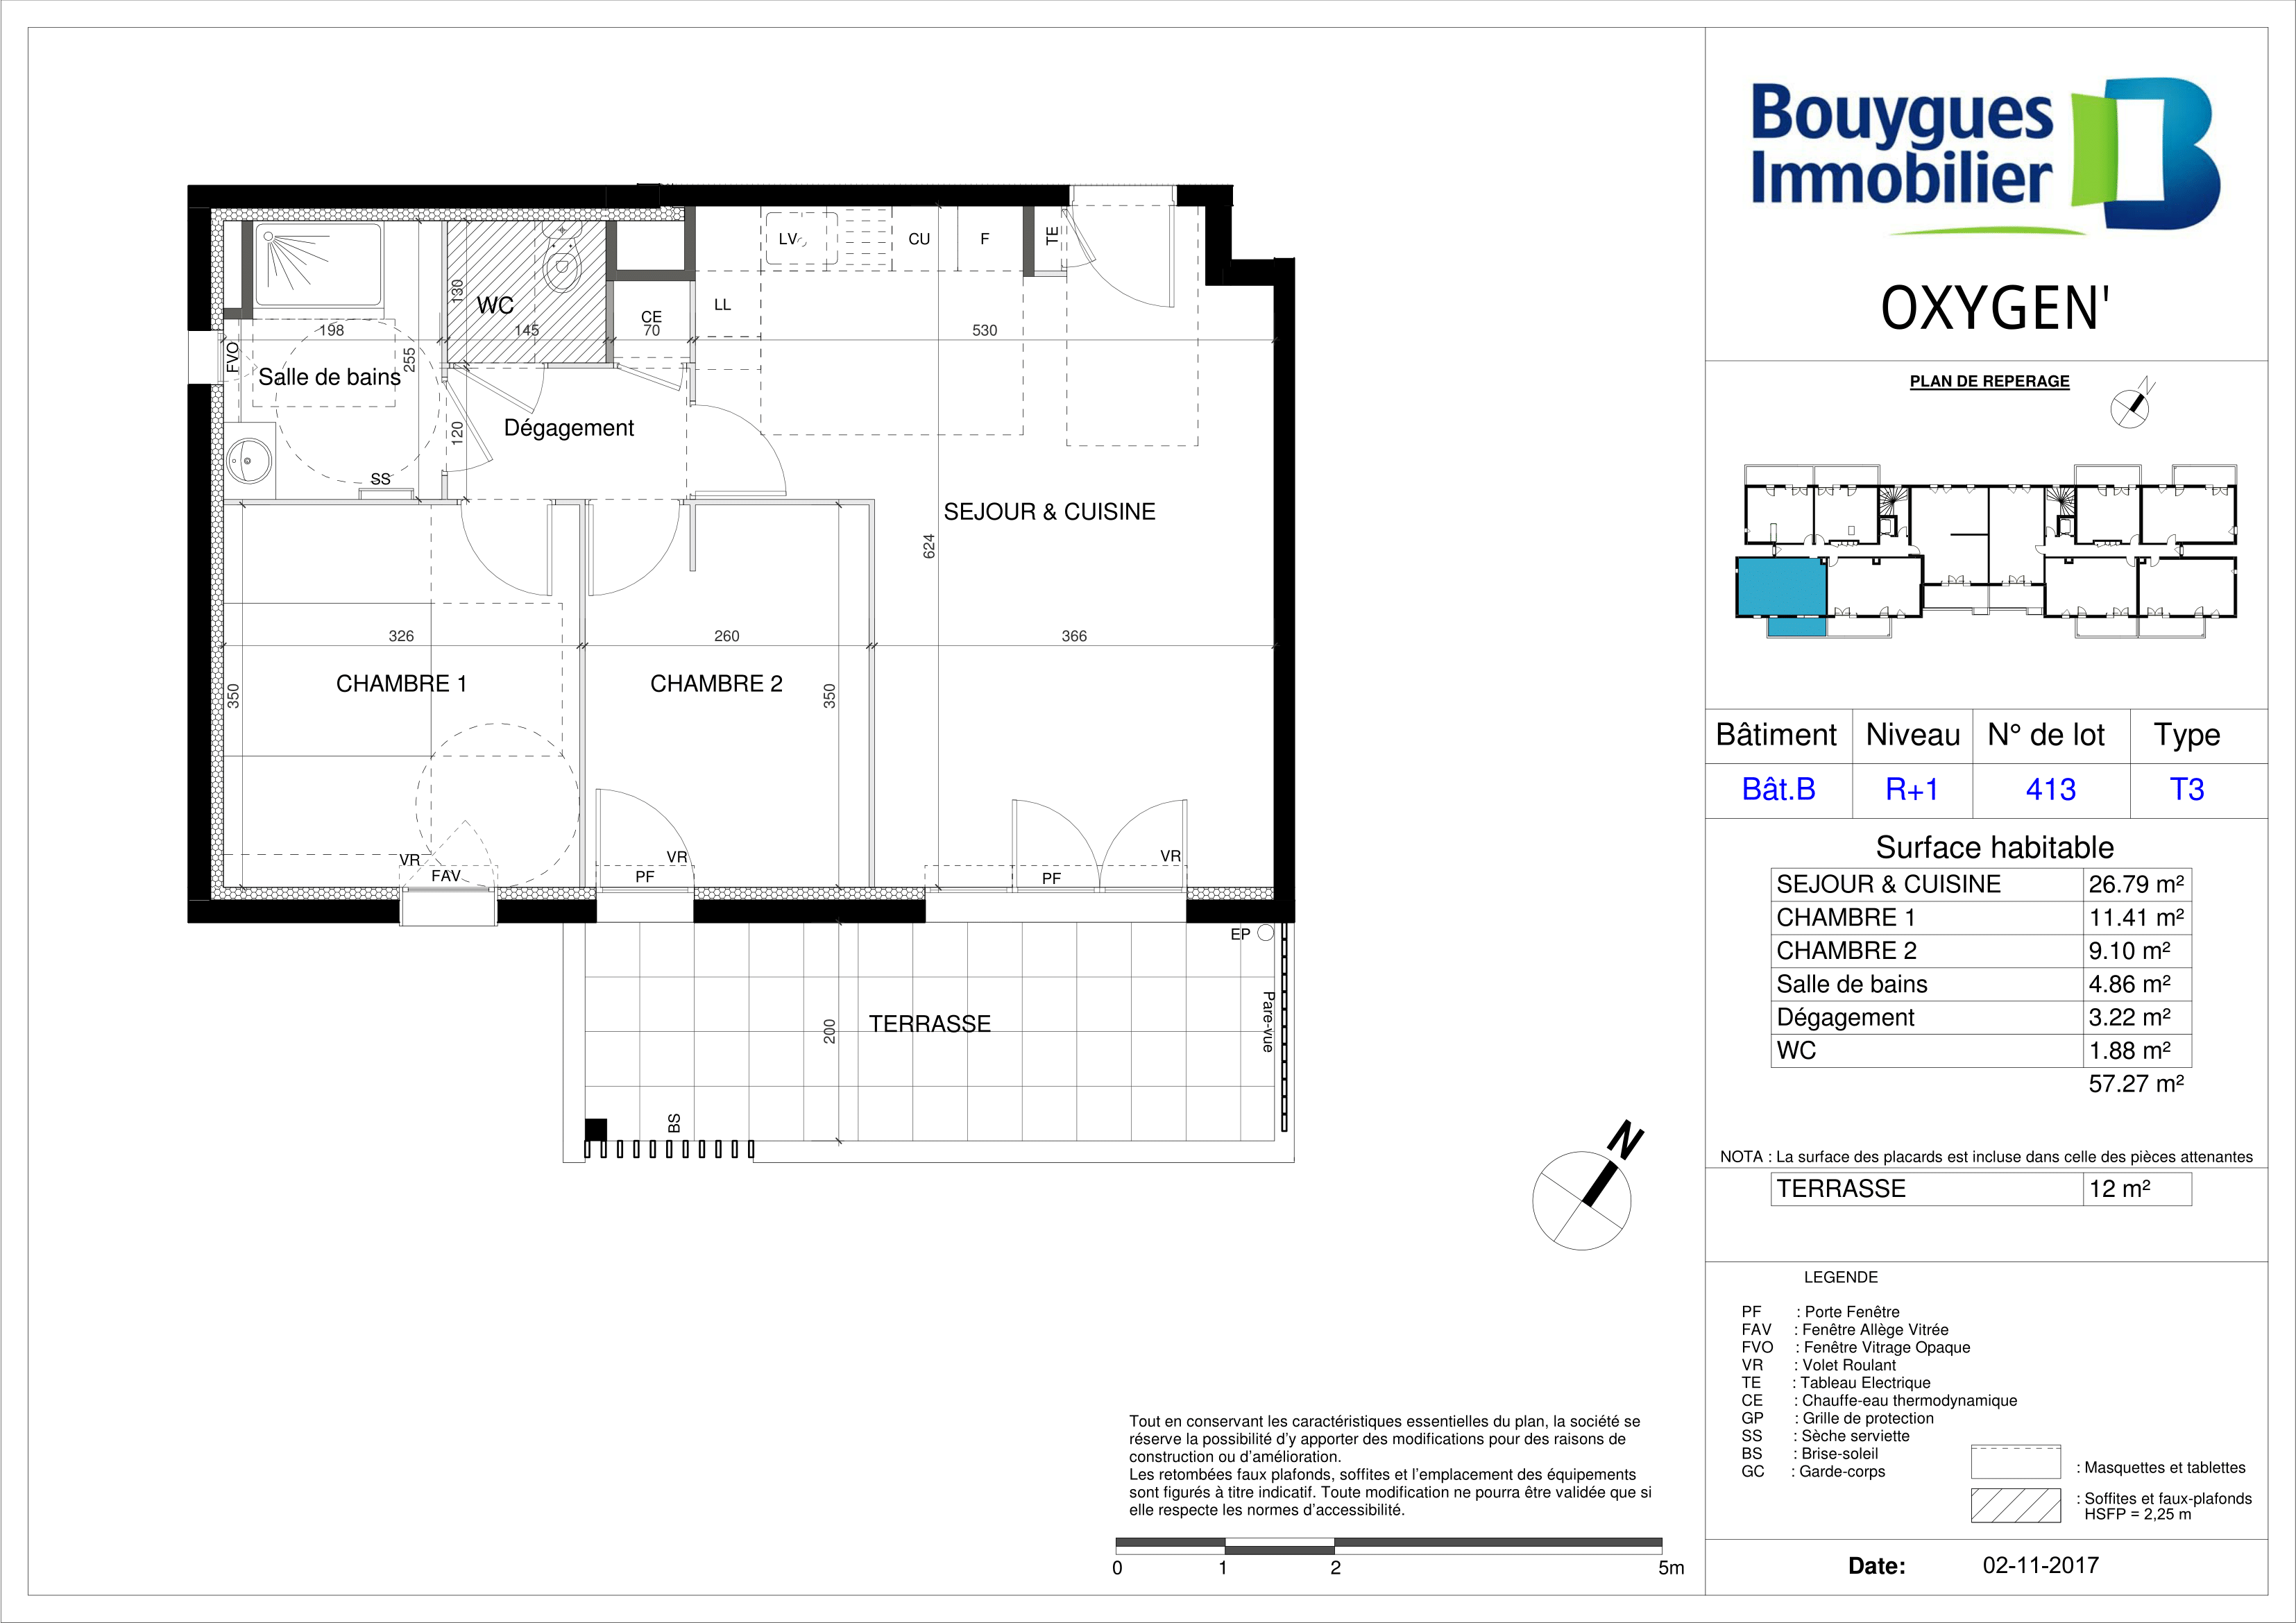 LV
CU
F
TE
130
WC
LL
CE
198
145
70
530
FVO
255
Salle de bains
120
Dégagement
SS
SEJOUR & CUISINE
624
326
260
366
CHAMBRE 1
CHAMBRE 2
350
350
VR
FAV
VR
PF
VR
PF
EP
Pare-vue
TERRASSE
200
BS
N
Tout en conservant les caractéristiques essentielles du plan, la société se
réserve la possibilité d'y apporter des modifications pour des raisons de
construction ou d'amélioration.
Les retombées faux plafonds, soffites et l'emplacement des équipements
sont figurés à titre indicatif. Toute modification ne pourra être validée que si
elle respecte les normes d'accessibilité.
0 1 2 5m
Bouygues
Immobilier
OXYGEN'
PLAN DE REPERAGE
N
Bâtiment Niveau N° de lot Type
Bât.B R+1 413 T3
Surface habitable
SEJOUR & CUISINE 26.79 m²
CHAMBRE 1 11.41 m²
CHAMBRE 2 9.10 m²
Salle de bains 4.86 m²
Dégagement 3.22 m²
WC 1.88 m²
57.27 m²
NOTA : La surface des placards est incluse dans celle des pièces attenantes
TERRASSE 12 m²
LEGENDE
PF : Porte Fenêtre
FAV : Fenêtre Allège Vitrée
FVO : Fenêtre Vitrage Opaque
VR : Volet Roulant
TE : Tableau Electrique
CE : Chauffe-eau thermodynamique
GP : Grille de protection
SS : Sèche serviette
BS : Brise-soleil
GC : Garde-corps
: Masquettes et tablettes
: Soffites et faux-plafonds
HSFP = 2,25 m
Date: 02-11-2017